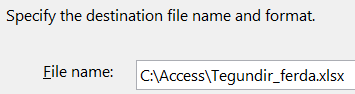 Specify the destination file name and format.
File name: C:\Access\Tegundir_ferda.xlsx